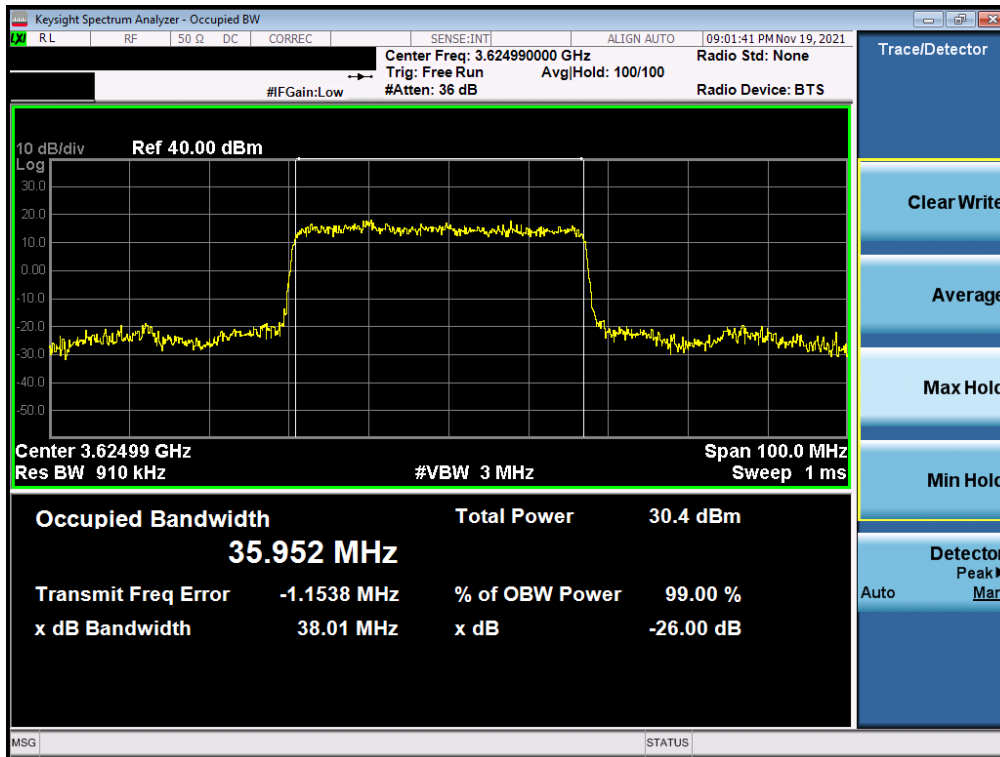 Keysight Spectrum Analyzer - Occupied BW
LXI RL RF 50 Ω DC CORREC SENSE:INT ALIGN AUTO 09:01:41 PM Nov 19, 2021
Center Freq: 3.624990000 GHz Radio Std: None
Trig: Free Run Avg|Hold: 100/100
#IFGain:Low #Atten: 36 dB Radio Device: BTS
Trace/Detector
10 dB/div Ref 40.00 dBm
Log
30.0
20.0
10.0
0.00
-10.0
-20.0
-30.0
-40.0
-50.0
Center 3.62499 GHz Span 100.0 MHz
Res BW 910 kHz #VBW 3 MHz Sweep 1 ms
Occupied Bandwidth Total Power 30.4 dBm
35.952 MHz
Transmit Freq Error -1.1538 MHz % of OBW Power 99.00 %
x dB Bandwidth 38.01 MHz x dB -26.00 dB
Clear Write
Average
Max Hold
Min Hold
Detector
Peak
Auto Man
MSG STATUS